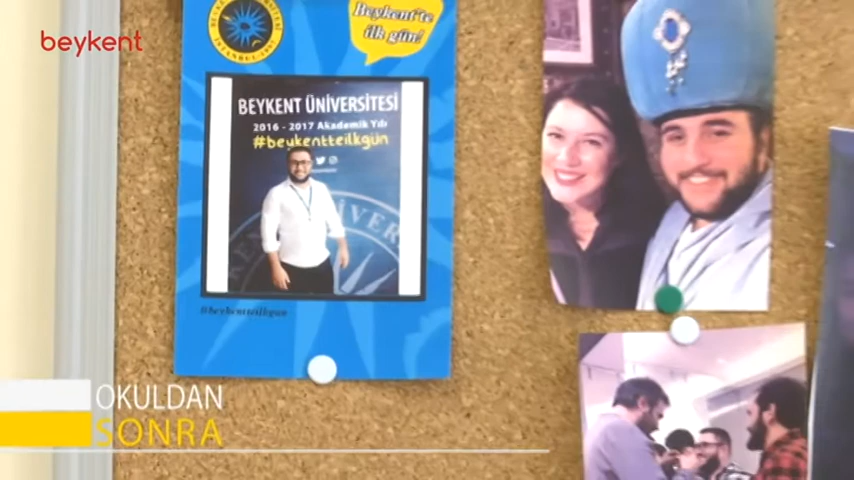 beykent
Beykent'te
ilk gün!
BEYKENT ÜNİVERSİTESİ
2016 - 2017 Akademik Yılı
#beykentteilkgün
#beykentteilkgün
OKULDAN
SONRA